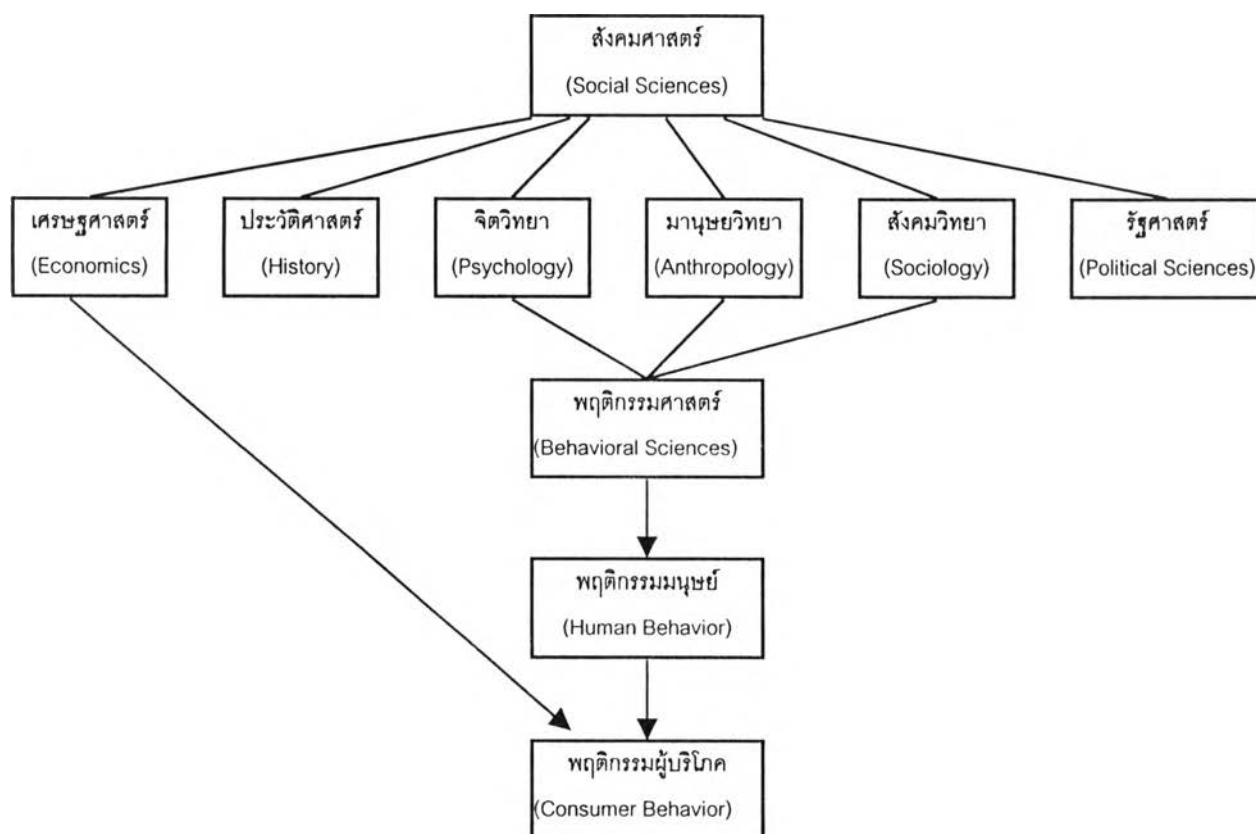 สังคมศาสตร์
(Social Sciences)
เศรษฐศาสตร์
(Economics)
ประวัติศาสตร์
(History)
จิตวิทยา
(Psychology)
มานุษยวิทยา
(Anthropology)
สังคมวิทยา
(Sociology)
รัฐศาสตร์
(Political Sciences)
พฤติกรรมศาสตร์
(Behavioral Sciences)
พฤติกรรมมนุษย์
(Human Behavior)
พฤติกรรมผู้บริโภค
(Consumer Behavior)